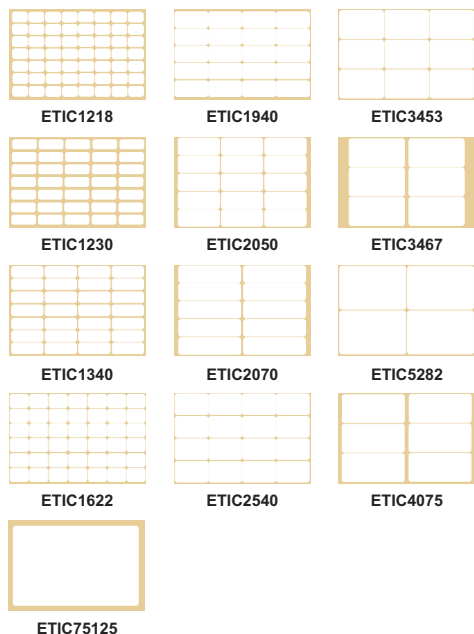 ETIC1218 ETIC1940 ETIC3453
ETIC1230 ETIC2050 ETIC3467
ETIC1340 ETIC2070 ETIC5282
ETIC1622 ETIC2540 ETIC4075
ETIC75125